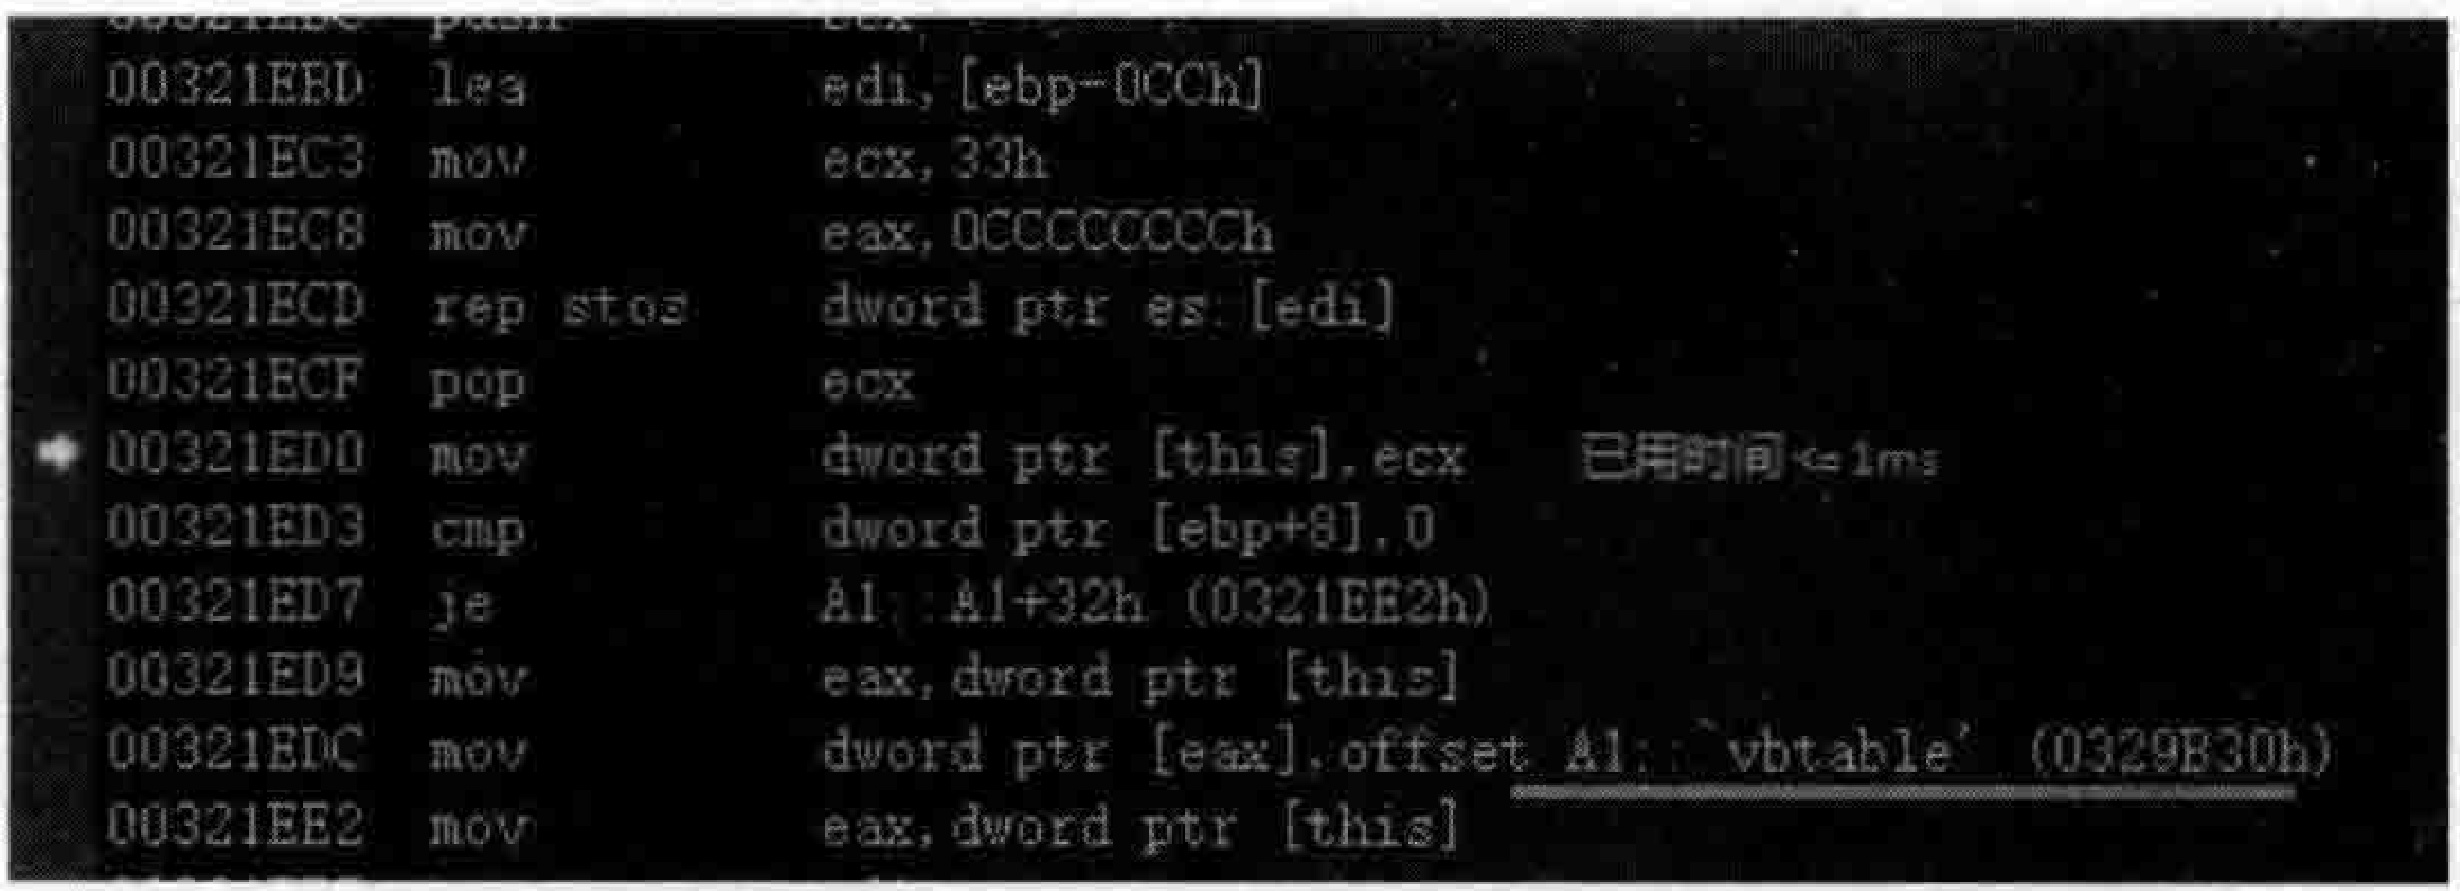 00321EBD lea edi,[ebp-0CCh]
00321EC3 mov ecx,33h
00321EC8 mov eax,0CCCCCCCCh
00321ECD rep stos dword ptr es:[edi]
00321ECF pop ecx
00321ED0 mov dword ptr [this],ecx 已用时间<=1ms
00321ED3 cmp dword ptr [ebp+8],0
00321ED7 je A1::A1+32h (0321EE2h)
00321ED9 mov eax,dword ptr [this]
00321EDC mov dword ptr [eax],offset A1::`vbtable' (0329B30h)
00321EE2 mov eax,dword ptr [this]